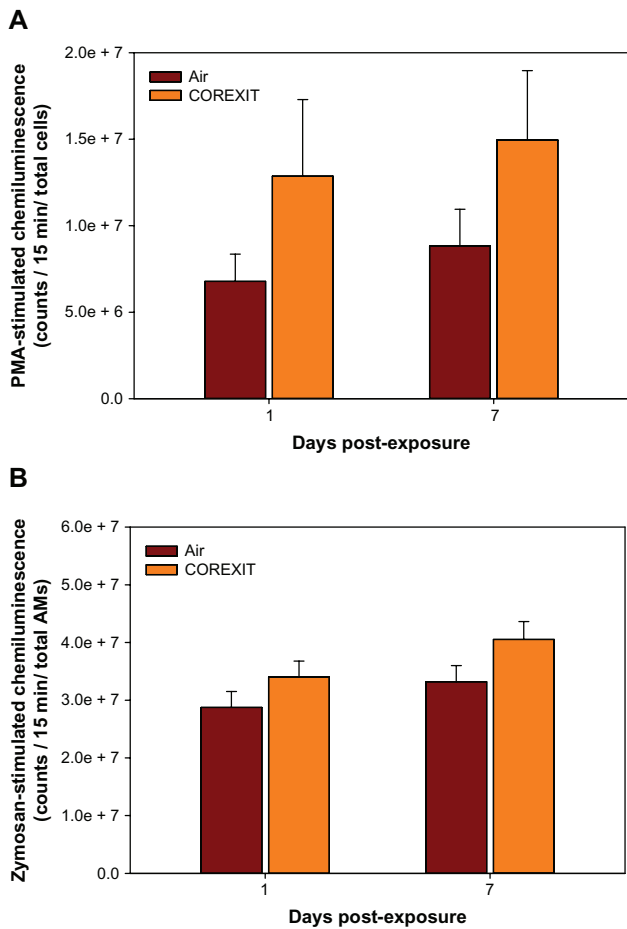 A
PMA-stimulated chemiluminescence
(counts / 15 min/ total cells)
2.0e + 7
1.5e + 7
1.0e + 7
5.0e + 6
0.0
Air
COREXIT
1
7
Days post-exposure
B
Zymosan-stimulated chemiluminescence
(counts / 15 min/ total AMs)
6.0e + 7
5.0e + 7
4.0e + 7
3.0e + 7
2.0e + 7
1.0e + 7
0.0
Air
COREXIT
1
7
Days post-exposure